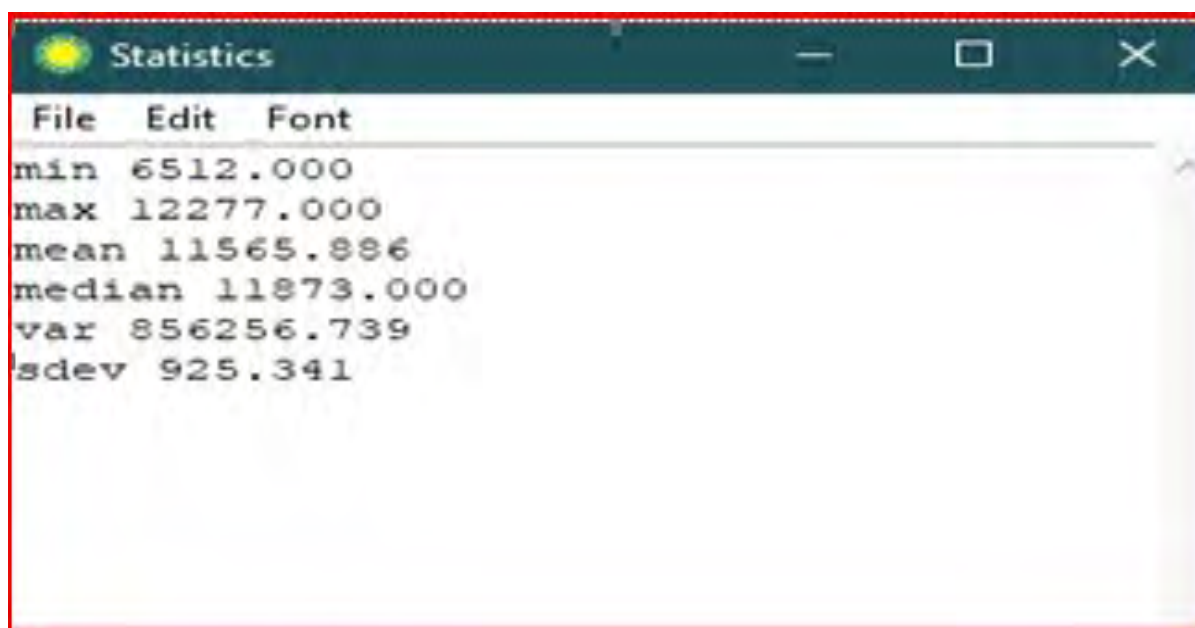 Statistics
File Edit Font
min 6512.000
max 12277.000
mean 11565.886
median 11873.000
var 856256.739
sdev 925.341